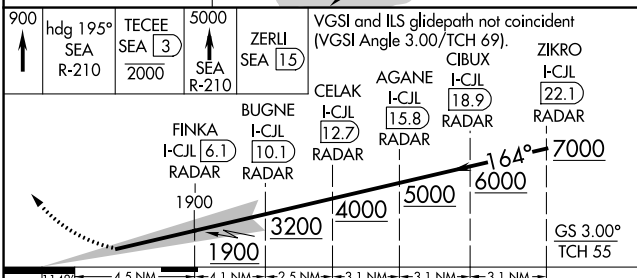 900
hdg 195°
SEA
R-210
TECEE
SEA 3
2000
5000
SEA
R-210
ZERLI
SEA 15
VGSI and ILS glidepath not coincident
(VGSI Angle 3.00/TCH 69).
ZIKRO
I-CJL
22.1
RADAR
CIBUX
I-CJL
18.9
RADAR
AGANE
I-CJL
15.8
RADAR
CELAK
I-CJL
12.7
RADAR
BUGNE
I-CJL
10.1
RADAR
FINKA
I-CJL 6.1
RADAR
164°
7000
6000
5000
4000
3200
1900
1900
GS 3.00°
TCH 55
4.5 NM
4.1 NM
2.5 NM
3.1 NM
3.1 NM
3.1 NM